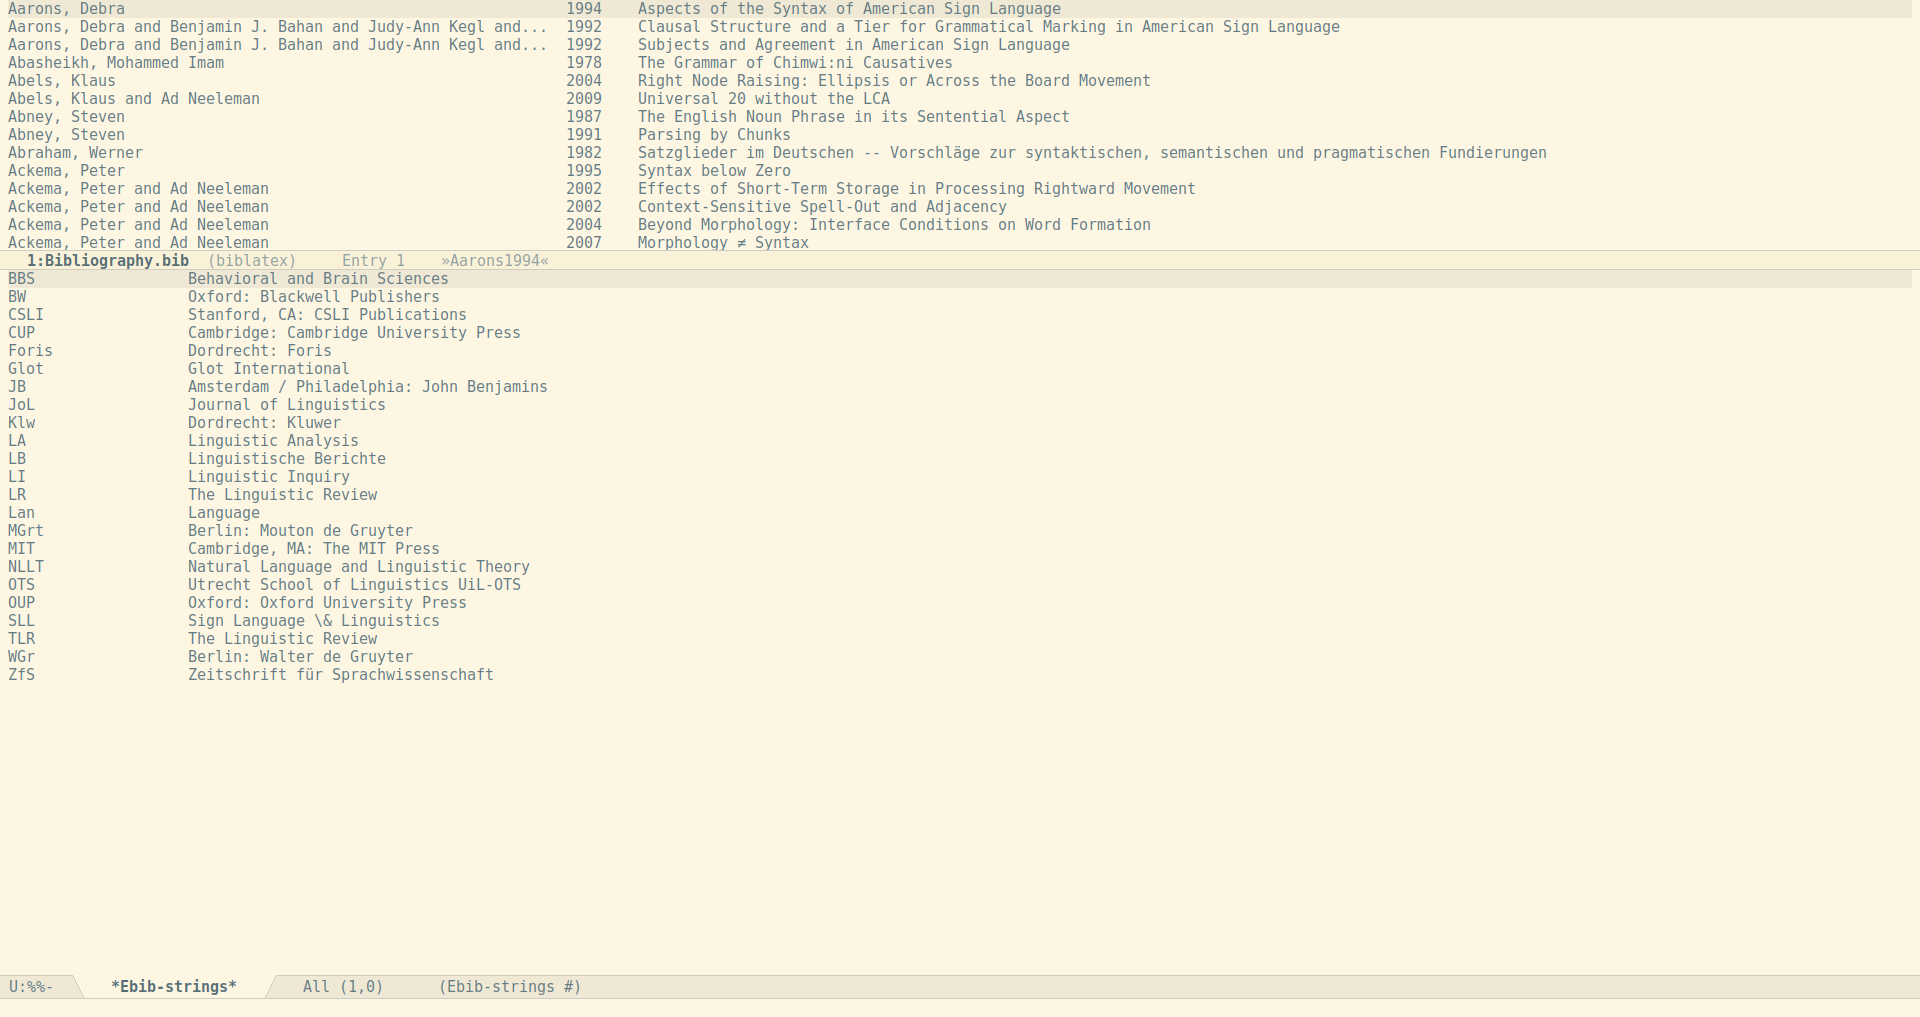 Aarons, Debra 1994 Aspects of the Syntax of American Sign Language
Aarons, Debra and Benjamin J. Bahan and Judy-Ann Kegl and... 1992 Clausal Structure and a Tier for Grammatical Marking in American Sign Language
Aarons, Debra and Benjamin J. Bahan and Judy-Ann Kegl and... 1992 Subjects and Agreement in American Sign Language
Abasheikh, Mohammed Imam 1978 The Grammar of Chimwi:ni Causatives
Abels, Klaus 2004 Right Node Raising: Ellipsis or Across the Board Movement
Abels, Klaus and Ad Neeleman 2009 Universal 20 without the LCA
Abney, Steven 1987 The English Noun Phrase in its Sentential Aspect
Abney, Steven 1991 Parsing by Chunks
Abraham, Werner 1982 Satzglieder im Deutschen -- Vorschläge zur syntaktischen, semantischen und pragmatischen Fundierungen
Ackema, Peter 1995 Syntax below Zero
Ackema, Peter and Ad Neeleman 2002 Effects of Short-Term Storage in Processing Rightward Movement
Ackema, Peter and Ad Neeleman 2002 Context-Sensitive Spell-Out and Adjacency
Ackema, Peter and Ad Neeleman 2004 Beyond Morphology: Interface Conditions on Word Formation
Ackema, Peter and Ad Neeleman 2007 Morphology ≠ Syntax
1:Bibliography.bib (biblatex) Entry 1 »Aarons1994«
BBS Behavioral and Brain Sciences
BW Oxford: Blackwell Publishers
CSLI Stanford, CA: CSLI Publications
CUP Cambridge: Cambridge University Press
Foris Dordrecht: Foris
Glot Glot International
JB Amsterdam / Philadelphia: John Benjamins
JoL Journal of Linguistics
Klw Dordrecht: Kluwer
LA Linguistic Analysis
LB Linguistische Berichte
LI Linguistic Inquiry
LR The Linguistic Review
Lan Language
MGrt Berlin: Mouton de Gruyter
MIT Cambridge, MA: The MIT Press
NLLT Natural Language and Linguistic Theory
OTS Utrecht School of Linguistics UiL-OTS
OUP Oxford: Oxford University Press
SLL Sign Language \& Linguistics
TLR The Linguistic Review
WGr Berlin: Walter de Gruyter
ZfS Zeitschrift für Sprachwissenschaft
U:%%- *Ebib-strings* All (1,0) (Ebib-strings #)